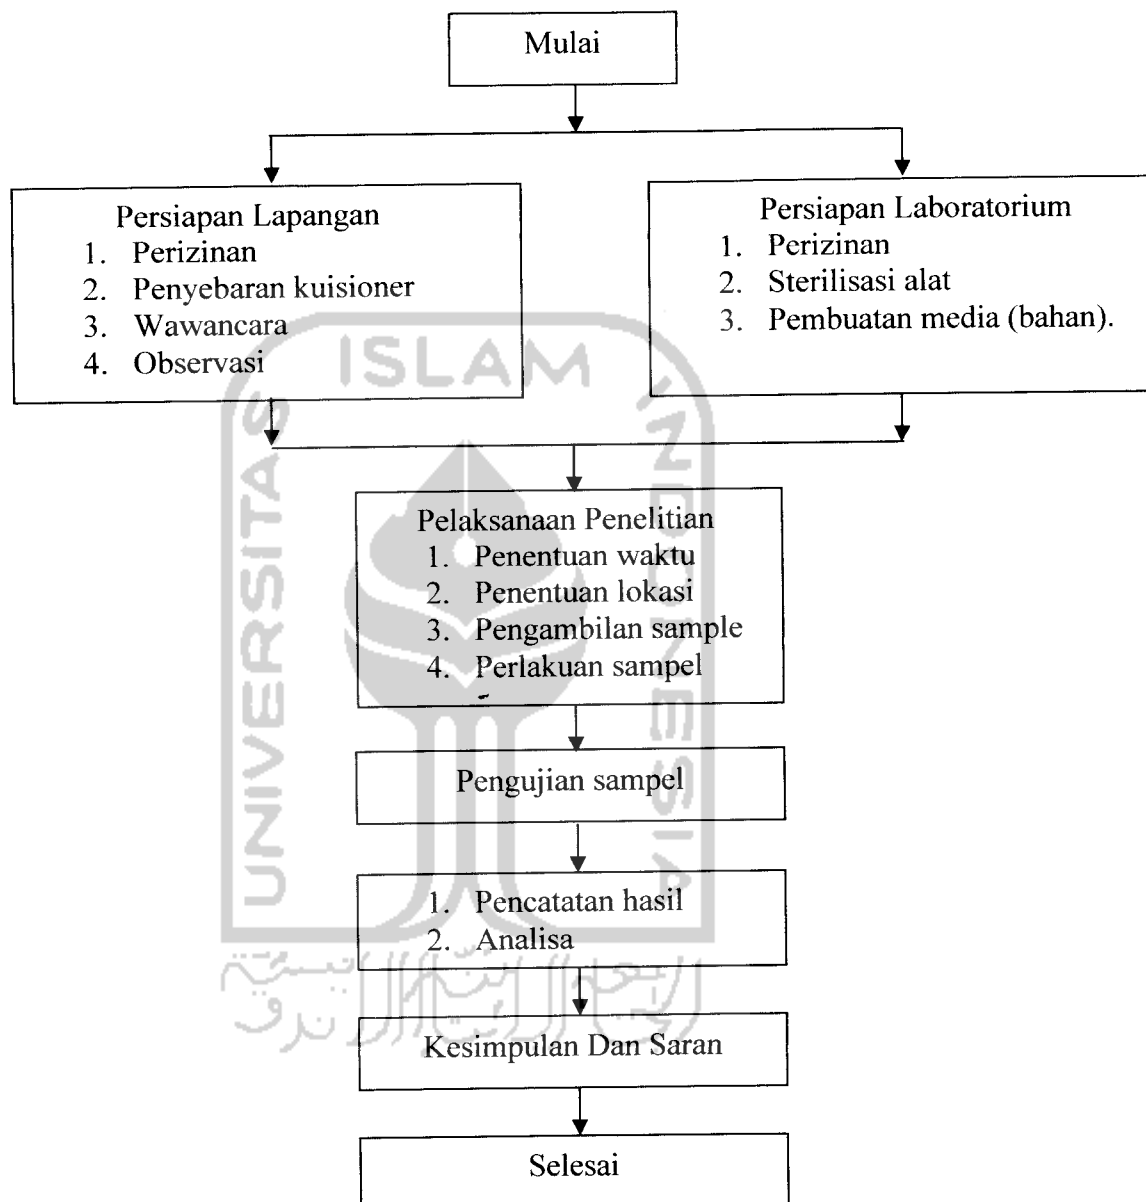 Mulai
Persiapan Lapangan
1. Perizinan
2. Penyebaran kuisioner
3. Wawancara
4. Observasi
Persiapan Laboratorium
1. Perizinan
2. Sterilisasi alat
3. Pembuatan media (bahan).
Pelaksanaan Penelitian
1. Penentuan waktu
2. Penentuan lokasi
3. Pengambilan sample
4. Perlakuan sampel
Pengujian sampel
1. Pencatatan hasil
2. Analisa
Kesimpulan Dan Saran
Selesai
UNIVERSITAS
ISLAM
INDONESIA